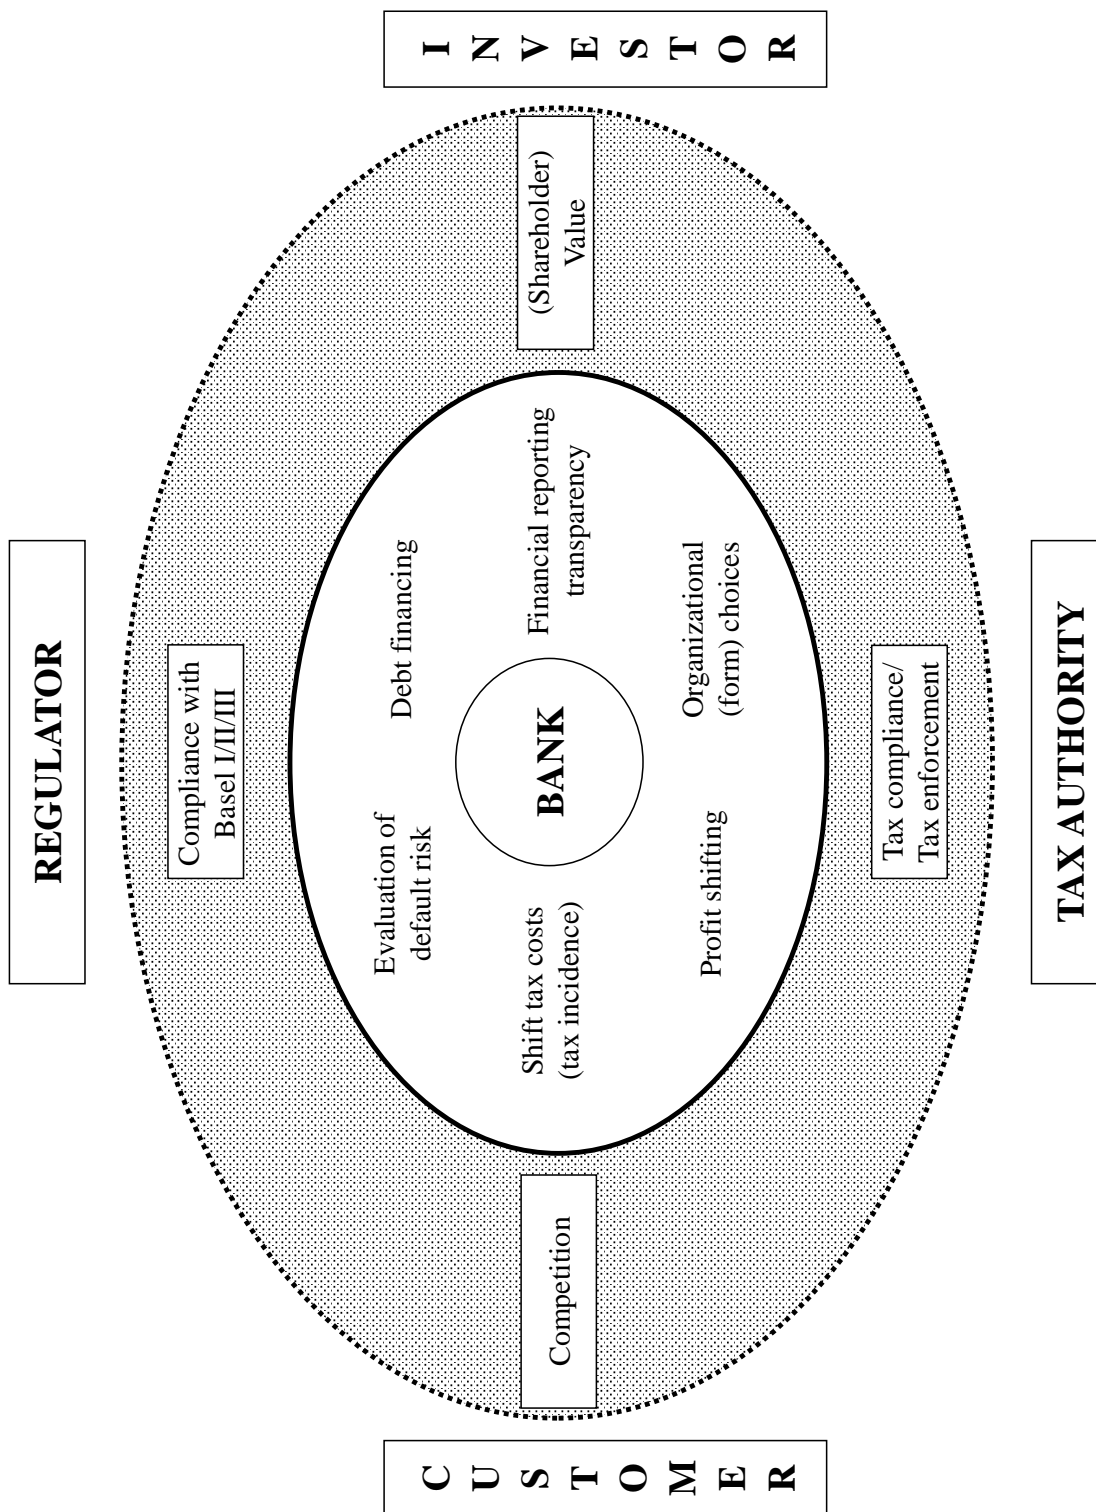 REGULATOR
Compliance with
Basel I/II/III
CUSTOMER
Competition
Evaluation of
default risk
Debt financing
Shift tax costs
(tax incidence)
BANK
Financial reporting
transparency
Profit shifting
Organizational
(form) choices
(Shareholder)
Value
INVESTOR
Tax compliance/
Tax enforcement
TAX AUTHORITY